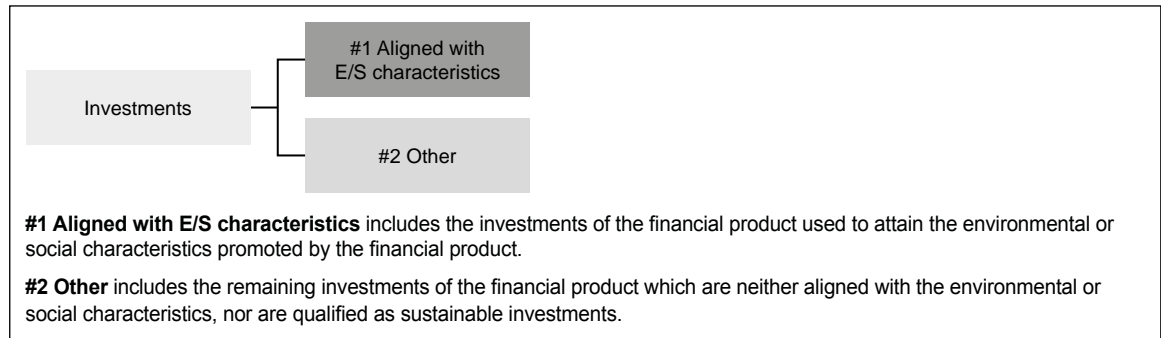 #1 Aligned with
E/S characteristics
Investments
#2 Other
#1 Aligned with E/S characteristics includes the investments of the financial product used to attain the environmental or
social characteristics promoted by the financial product.
#2 Other includes the remaining investments of the financial product which are neither aligned with the environmental or
social characteristics, nor are qualified as sustainable investments.